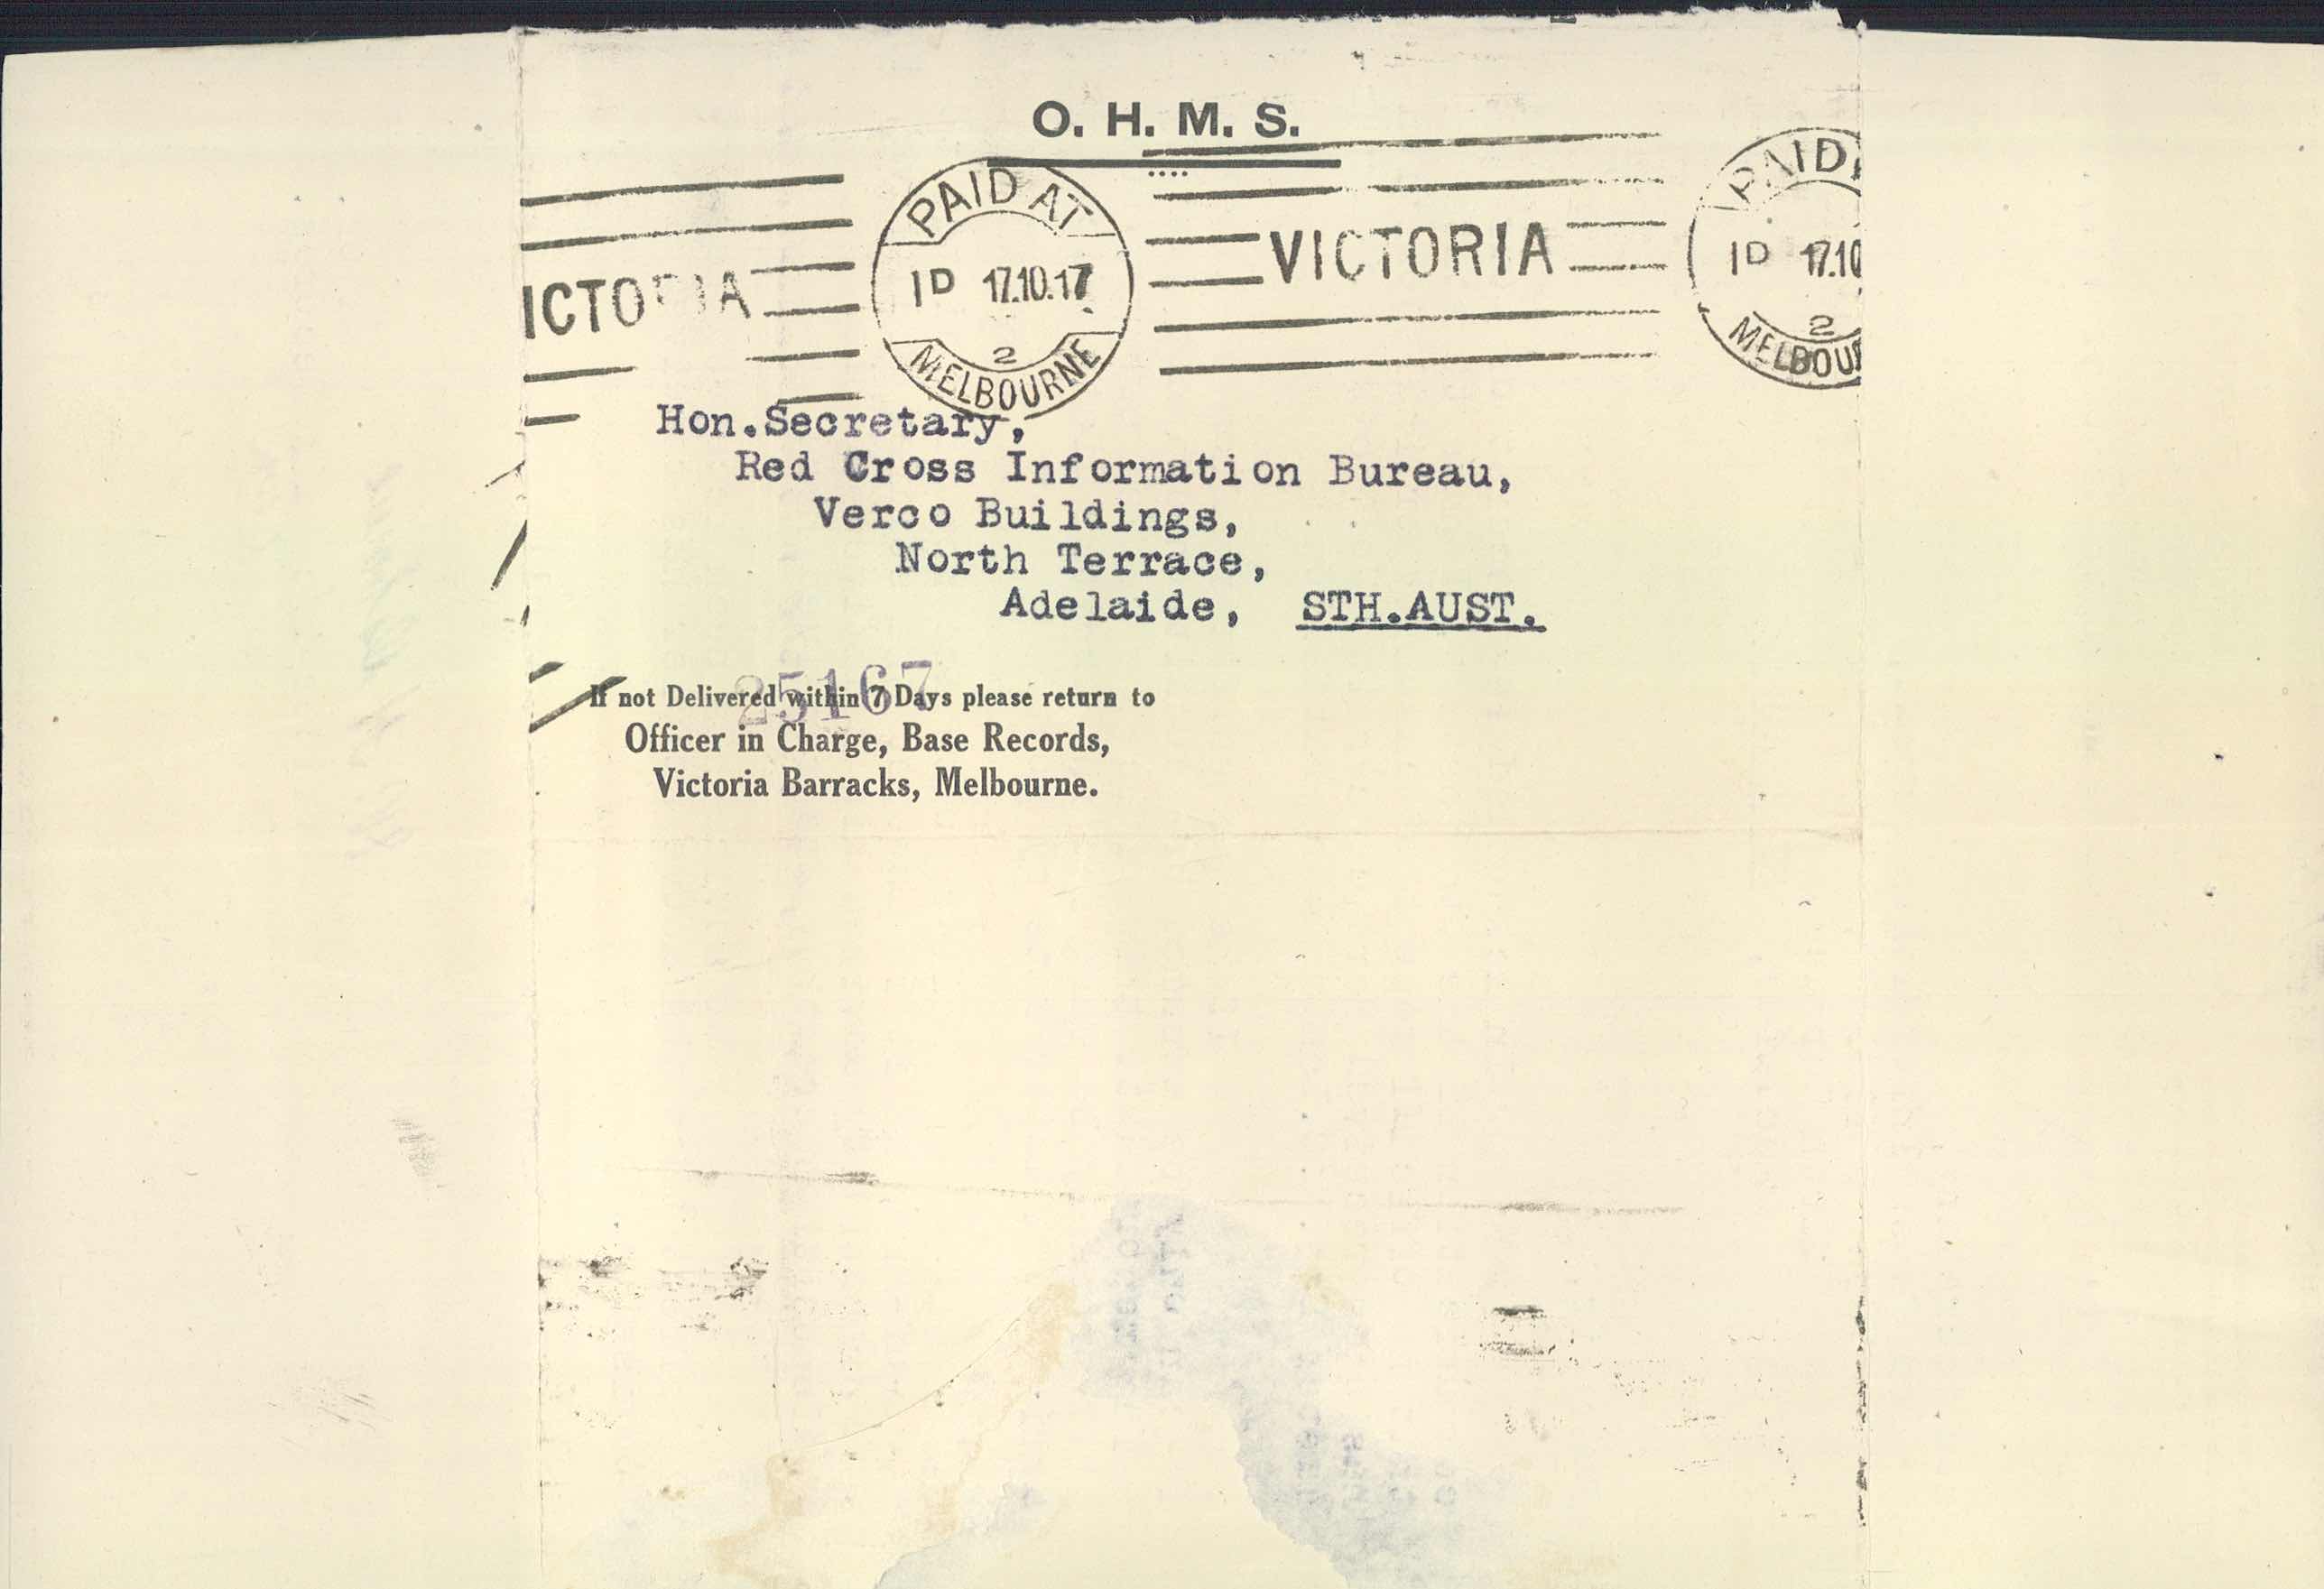 O. H. M. S.
PAID AT
1D 17.10.17
2
MELBOURNE
VICTORIA
PAID
1D 17.10
2
MELBOU
ICTO IA
Hon.Secretary,
Red Cross Information Bureau,
Verco Buildings,
North Terrace,
Adelaide, STH.AUST.
25167
If not Delivered within 7 Days please return to
Officer in Charge, Base Records,
Victoria Barracks, Melbourne.